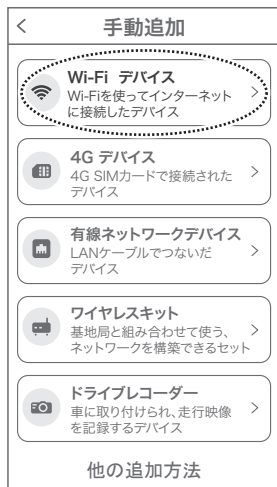 手動追加
Wi-Fi デバイス
Wi-Fiを使ってインターネット
に接続したデバイス
4G デバイス
4G SIMカードで接続された
デバイス
有線ネットワークデバイス
LANケーブルでつないだ
デバイス
ワイヤレスキット
基地局と組み合わせて使う、
ネットワークを構築できるセット
ドライブレコーダー
車に取り付けられ、走行映像
を記録するデバイス
他の追加方法